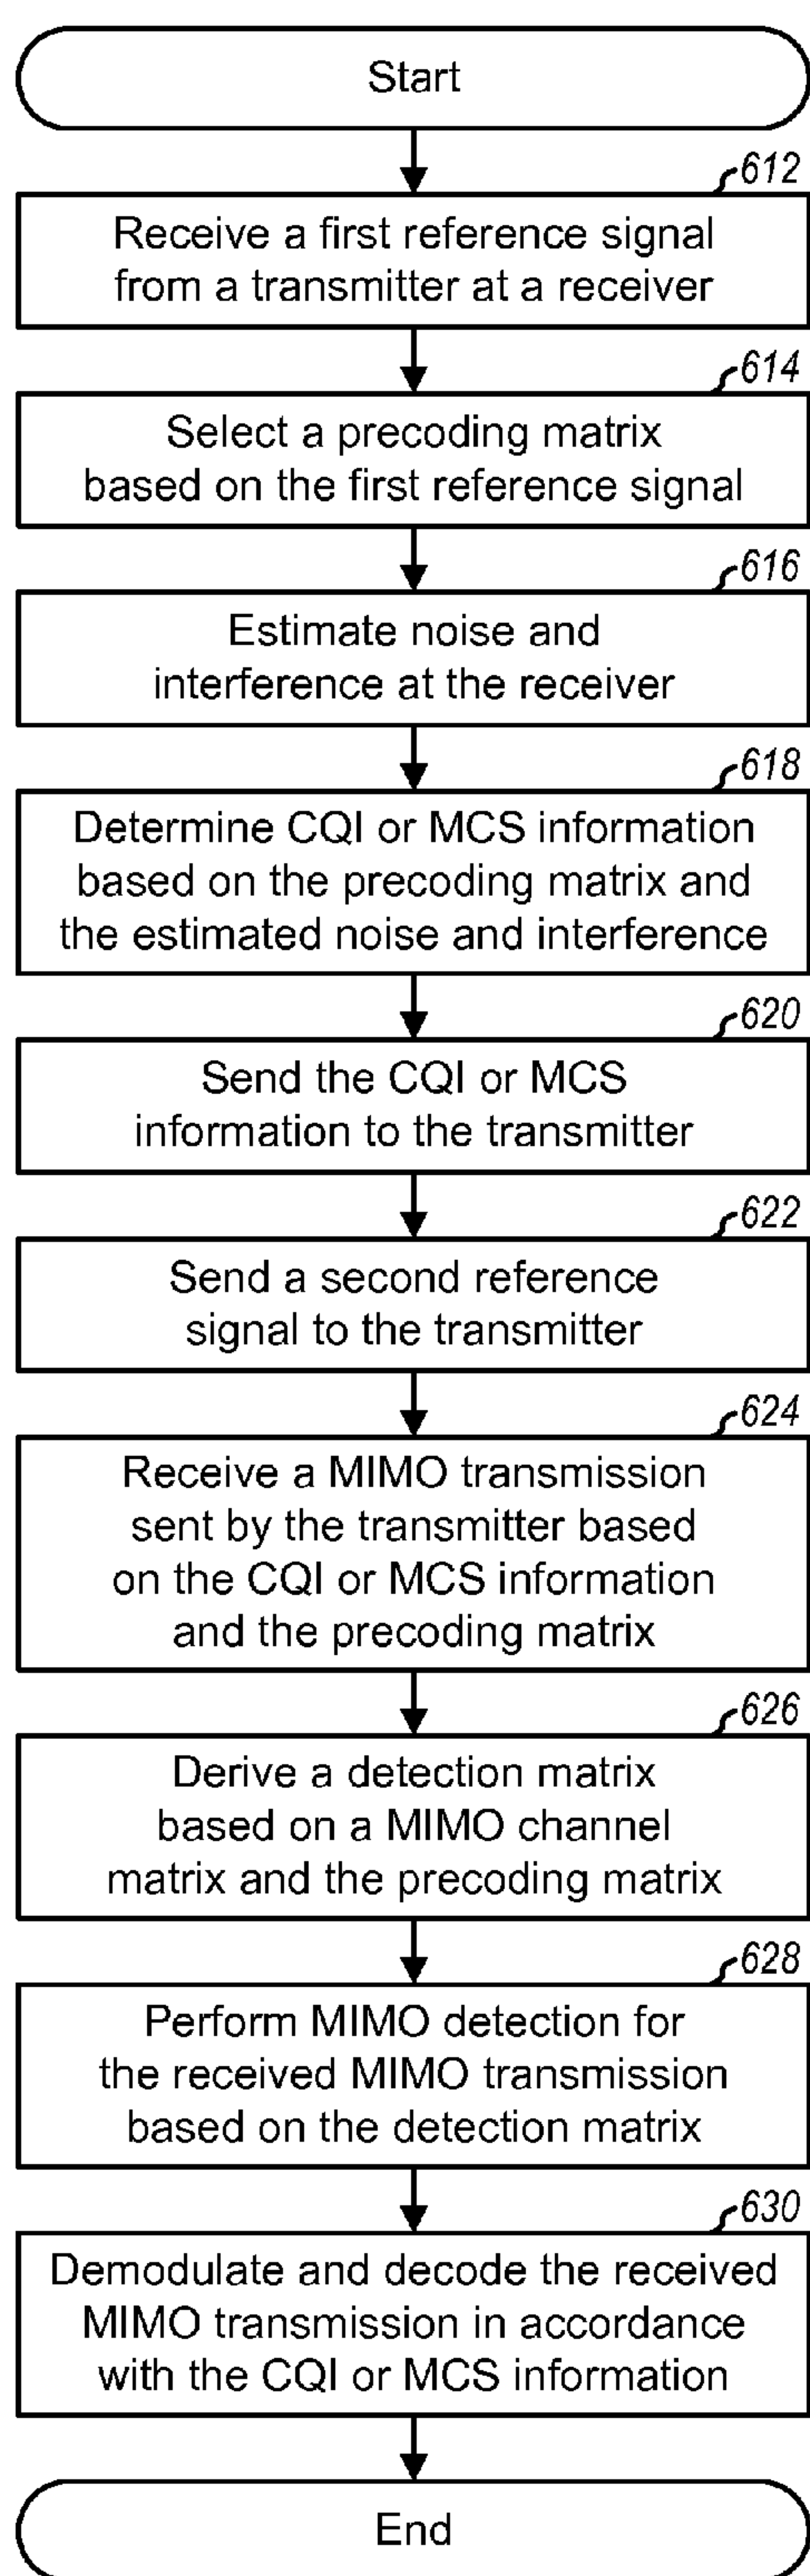 Start
612
Receive a first reference signal
from a transmitter at a receiver
614
Select a precoding matrix
based on the first reference signal
616
Estimate noise and
interference at the receiver
618
Determine CQI or MCS information
based on the precoding matrix and
the estimated noise and interference
620
Send the CQI or MCS
information to the transmitter
622
Send a second reference
signal to the transmitter
624
Receive a MIMO transmission
sent by the transmitter based
on the CQI or MCS information
and the precoding matrix
626
Derive a detection matrix
based on a MIMO channel
matrix and the precoding matrix
628
Perform MIMO detection for
the received MIMO transmission
based on the detection matrix
630
Demodulate and decode the received
MIMO transmission in accordance
with the CQI or MCS information
End